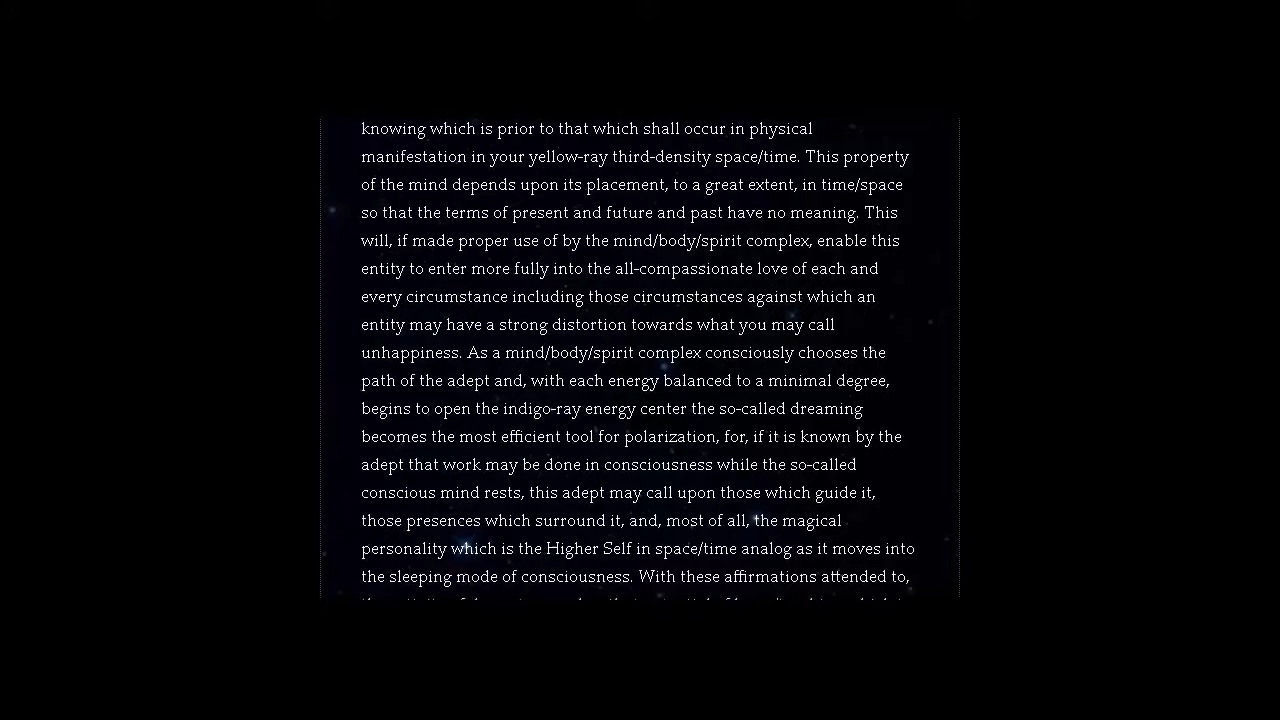 knowing which is prior to that which shall occur in physical
manifestation in your yellow-ray third-density space/time. This property
of the mind depends upon its placement, to a great extent, in time/space
so that the terms of present and future and past have no meaning. This
will, if made proper use of by the mind/body/spirit complex, enable this
entity to enter more fully into the all-compassionate love of each and
every circumstance including those circumstances against which an
entity may have a strong distortion towards what you may call
unhappiness. As a mind/body/spirit complex consciously chooses the
path of the adept and, with each energy balanced to a minimal degree,
begins to open the indigo-ray energy center the so-called dreaming
becomes the most efficient tool for polarization, for, if it is known by the
adept that work may be done in consciousness while the so-called
conscious mind rests, this adept may call upon those which guide it,
those presences which surround it, and, most of all, the magical
personality which is the Higher Self in space/time analog as it moves into
the sleeping mode of consciousness. With these affirmations attended to,